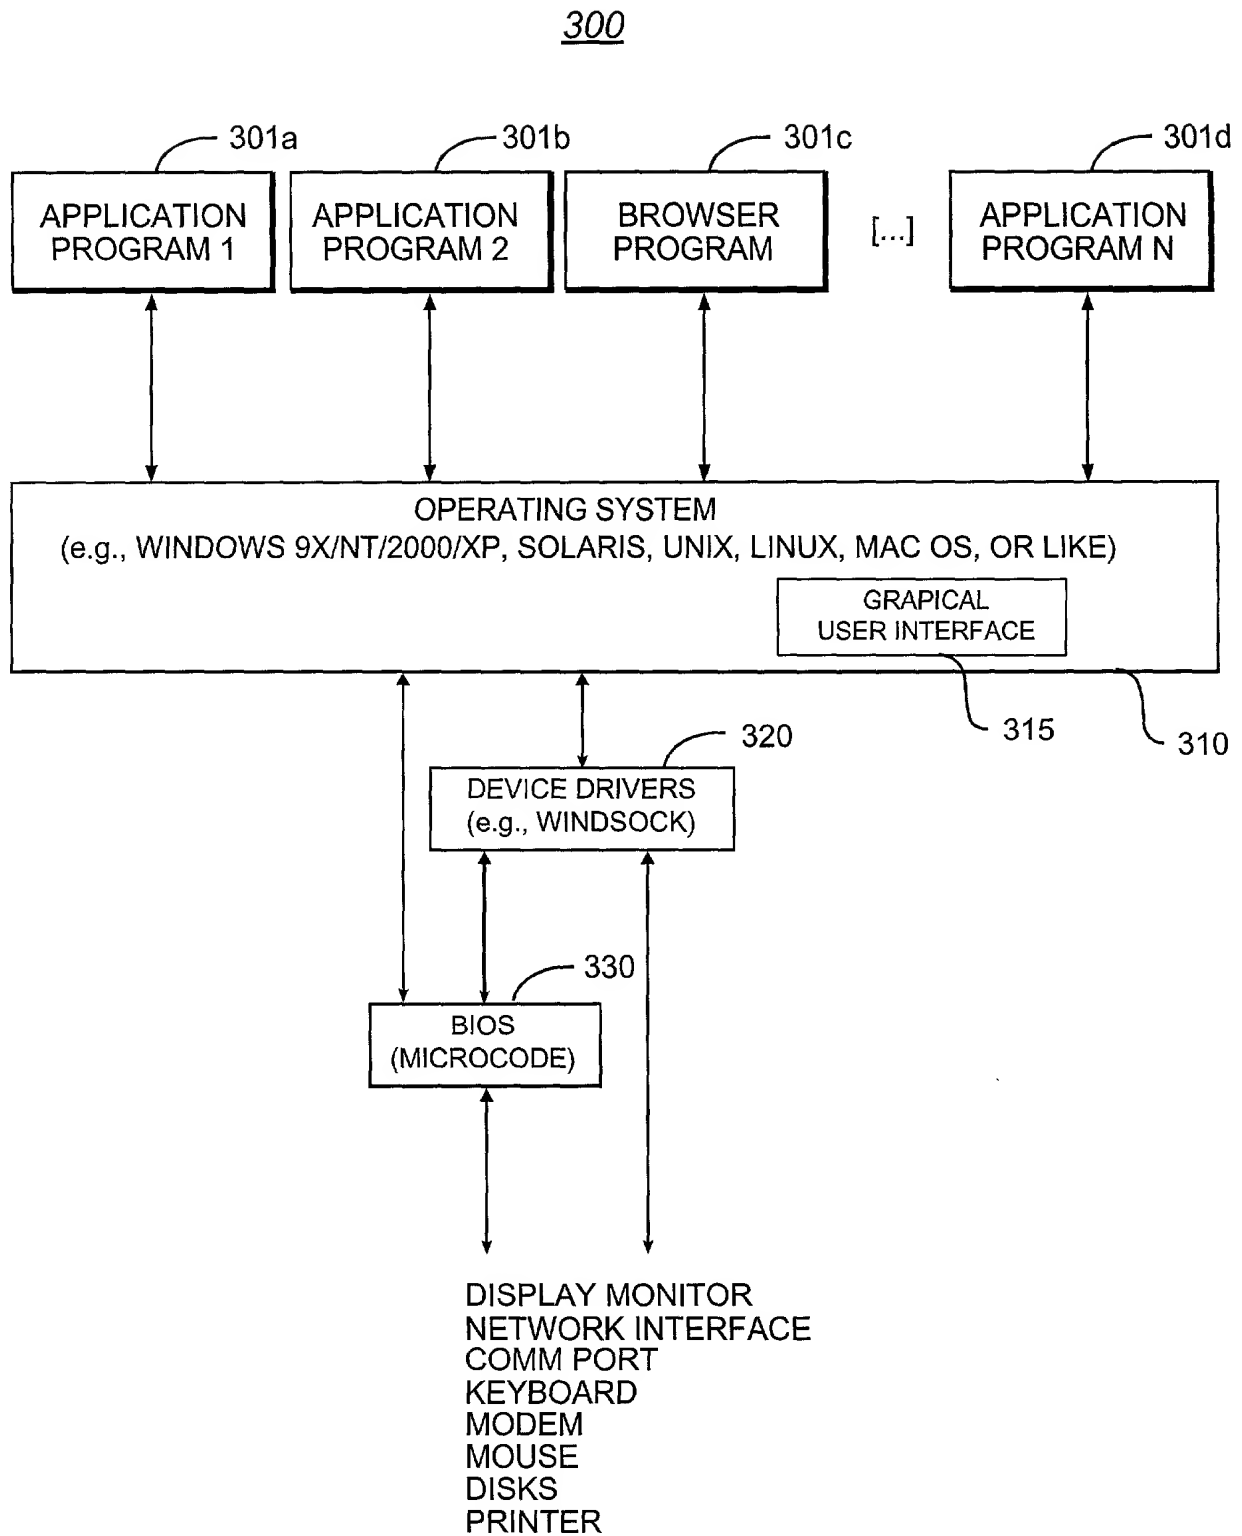 300
301a
301b
301c
301d
APPLICATION
PROGRAM 1
APPLICATION
PROGRAM 2
BROWSER
PROGRAM
[...]
APPLICATION
PROGRAM N
OPERATING SYSTEM
(e.g., WINDOWS 9X/NT/2000/XP, SOLARIS, UNIX, LINUX, MAC OS, OR LIKE)
GRAPICAL
USER INTERFACE
315
310
320
DEVICE DRIVERS
(e.g., WINDSOCK)
330
BIOS
(MICROCODE)
DISPLAY MONITOR
NETWORK INTERFACE
COMM PORT
KEYBOARD
MODEM
MOUSE
DISKS
PRINTER